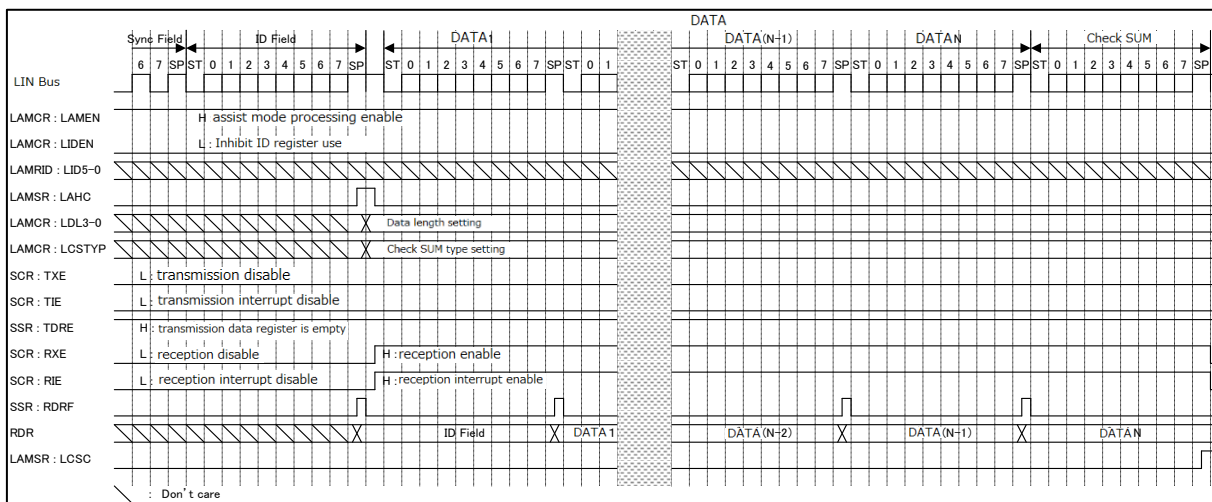 DATA
Sync Field ID Field DATA1 DATA(N-1) DATAN Check SUM
6 7 SP ST 0 1 2 3 4 5 6 7 SP ST 0 1 2 3 4 5 6 7 SP ST 0 1 ST 0 1 2 3 4 5 6 7 SP ST 0 1 2 3 4 5 6 7 SP ST 0 1 2 3 4 5 6 7 SP
LIN Bus
LAMCR : LAMEN H assist mode processing enable
LAMCR : LIDEN L : Inhibit ID register use
LAMRID : LID5-0
LAMSR : LAHC
LAMCR : LDL3-0 Data length setting
LAMCR : LCSTYP Check SUM type setting
SCR : TXE L : transmission disable
SCR : TIE L : transmission interrupt disable
SSR : TDRE H : transmission data register is empty
SCR : RXE L : reception disable H : reception enable
SCR : RIE L : reception interrupt disable H : reception interrupt enable
SSR : RDRF
RDR ID Field DATA1 DATA(N-2) DATA(N-1) DATAN
LAMSR : LCSC
: Don't care